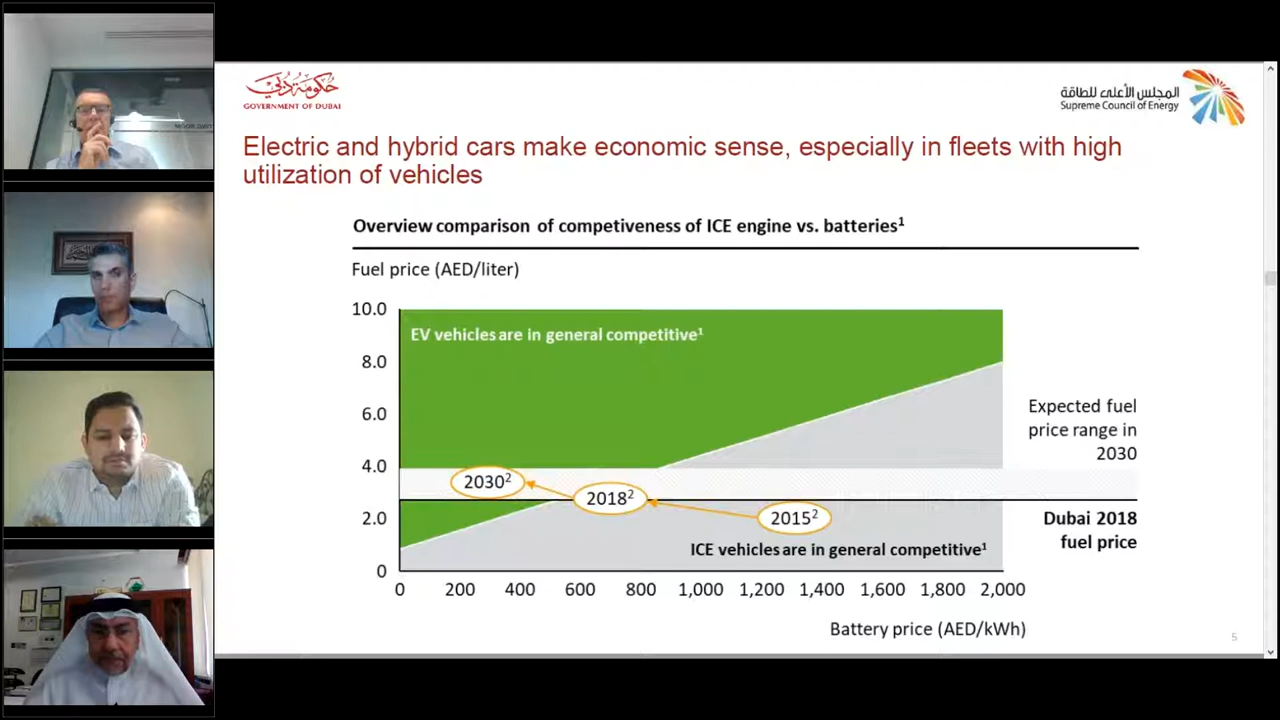 حكومة دبي
GOVERNMENT OF DUBAI
المجلس الأعلى للطاقة
Supreme Council of Energy
Electric and hybrid cars make economic sense, especially in fleets with high
utilization of vehicles
Overview comparison of competiveness of ICE engine vs. batteries¹
Fuel price (AED/liter)
10.0
8.0
6.0
4.0
2.0
0
EV vehicles are in general competitive¹
2030²
2018²
2015²
ICE vehicles are in general competitive¹
Expected fuel
price range in
2030
Dubai 2018
fuel price
0 200 400 600 800 1,000 1,200 1,400 1,600 1,800 2,000
Battery price (AED/kWh)
5